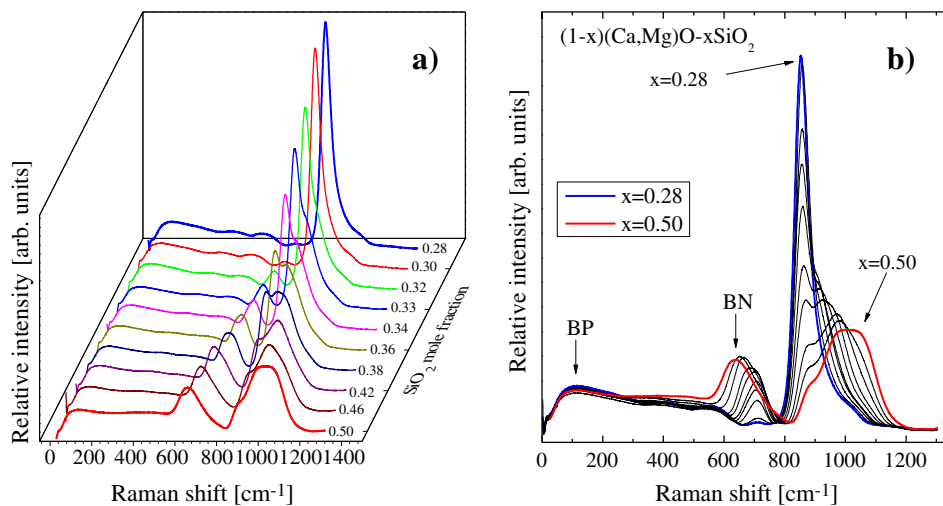 a)
Relative intensity [arb. units]
0.28
0.30
0.32
0.33
0.34
0.36
0.38
0.42
0.46
0.50
SiO2 mole fraction
0 200 400 600 800 1000 1200 1400
Raman shift [cm-1]
(1-x)(Ca,Mg)O-xSiO2
b)
x=0.28
x=0.28
x=0.50
x=0.50
BP
BN
Relative intensity [arb. units]
0 200 400 600 800 1000 1200
Raman shift [cm-1]